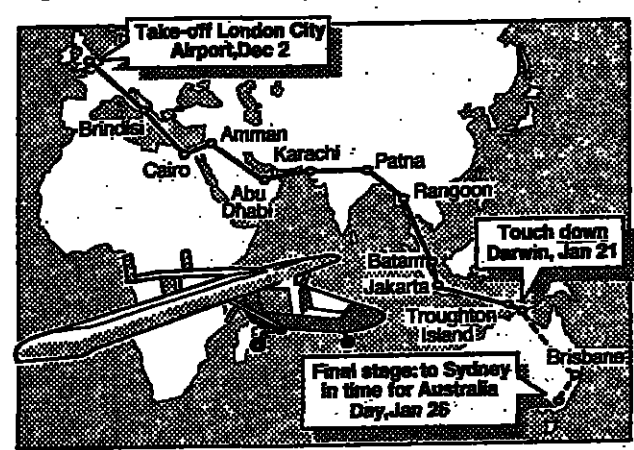 Take-off London City
Airport,Dec 2
Brindisi
Amman
Cairo
Karachi
Patna
Abu
Dhabi
Rangoon
Touch down
Darwin, Jan 21
Batam
Jakarta
Troughton
Island
Brisbane
Final stage: to Sydney
in time for Australia
Day,Jan 26